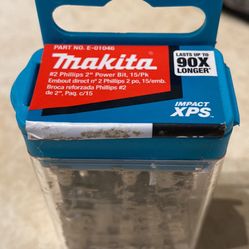 PART NO. E-01046
Makita
#2 Phillips 2" Power Bit, 15/Pk
Embout direct n° 2 Phillips 2 po, 15/emb.
Broca reforzada Phillips #2
de 2", Paq. c/15
LASTS UP TO
90X
LONGER*
IMPACT
XPS